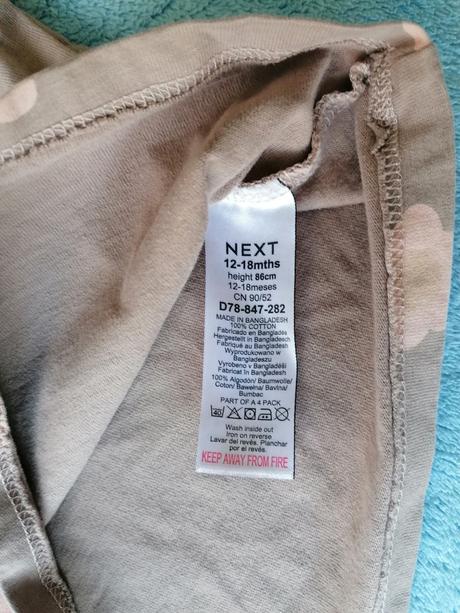 NEXT
12-18mths
height 86cm
12-18meses
CN 90/52
D78-847-282
MADE IN BANGLADESH
100% COTTON
Fabricado en Bangladés
Hergestellt in Bangladesch
Fabriqué au Bangladesh
Wyprodukowano w
Bangladeszu
Vyrobeno v Bangladéši
Fabricat în Bangladesh
100% Algodón/ Baumwolle/
Coton/ Bawełna/ Bavlna/
Bumbac
PART OF A 4 PACK
40
Wash inside out
Iron on reverse
Lavar del revés. Planchar
por el revés.
KEEP AWAY FROM FIRE